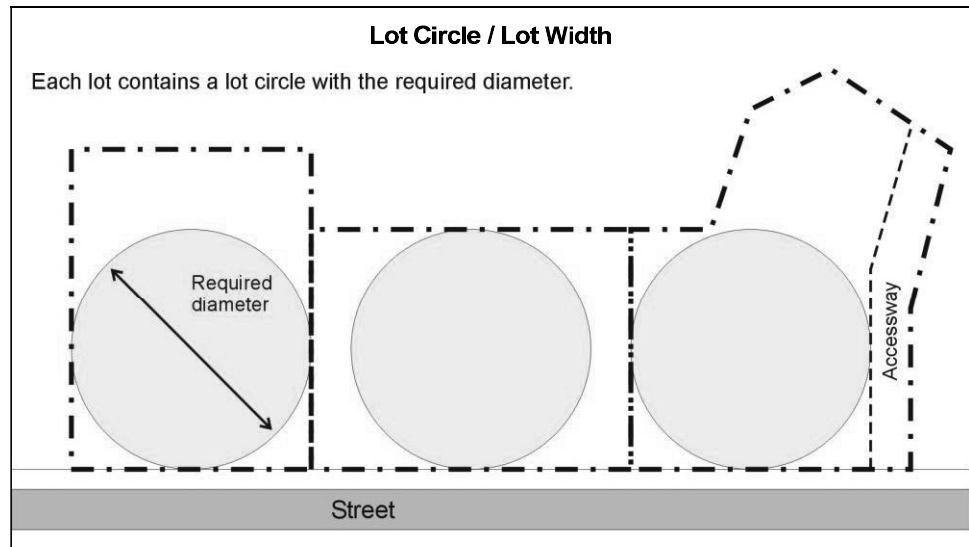 Lot Circle / Lot Width
Each lot contains a lot circle with the required diameter.
Required
diameter
Accessway
Street